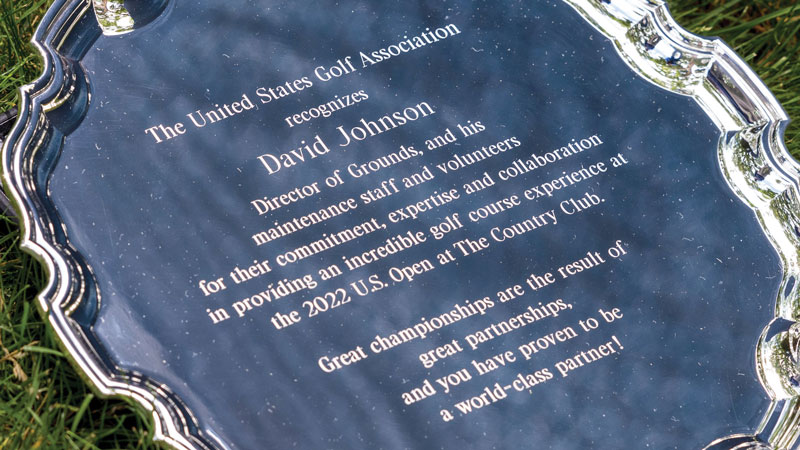 The United States Golf Association
recognizes
David Johnson
Director of Grounds, and his
maintenance staff and volunteers
for their commitment, expertise and collaboration
in providing an incredible golf course experience at
the 2022 U.S. Open at The Country Club.
Great championships are the result of
great partnerships,
and you have proven to be
a world-class partner!